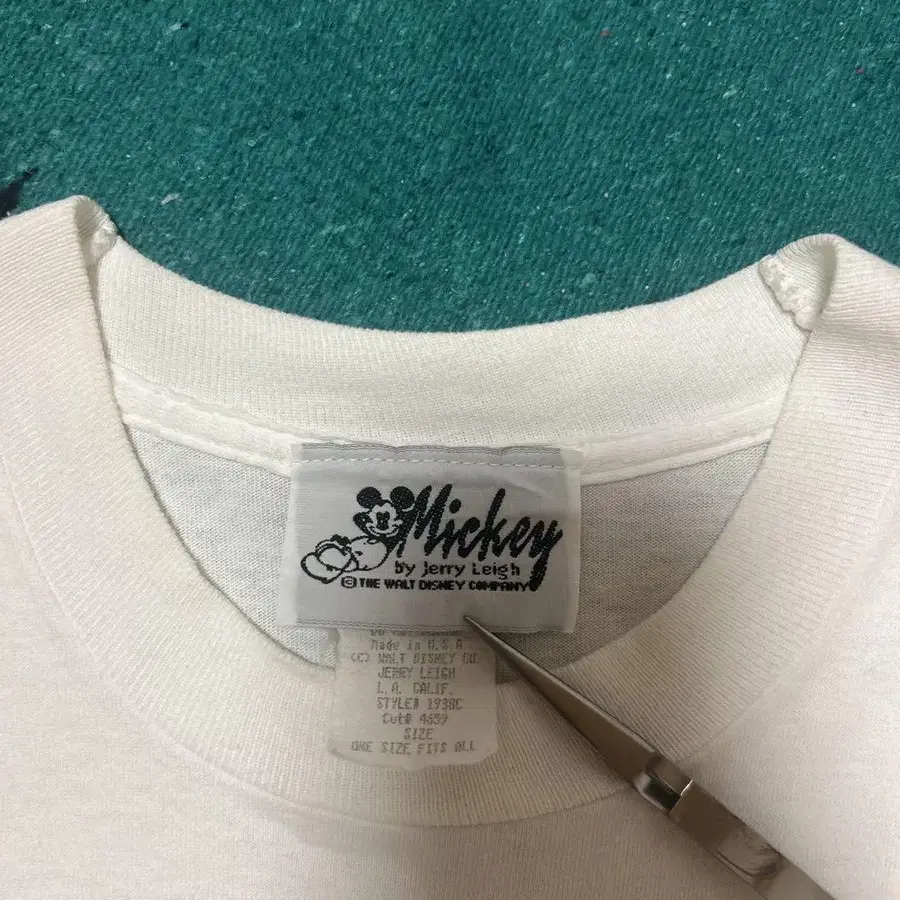 Mickey
by Jerry Leigh
© THE WALT DISNEY COMPANY
Made in U.S.A
(C) WALT DISNEY CO.
JERRY LEIGH
L.A. CALIF.
STYLE# 1938C
Cut# 4659
SIZE
ONE SIZE FITS ALL